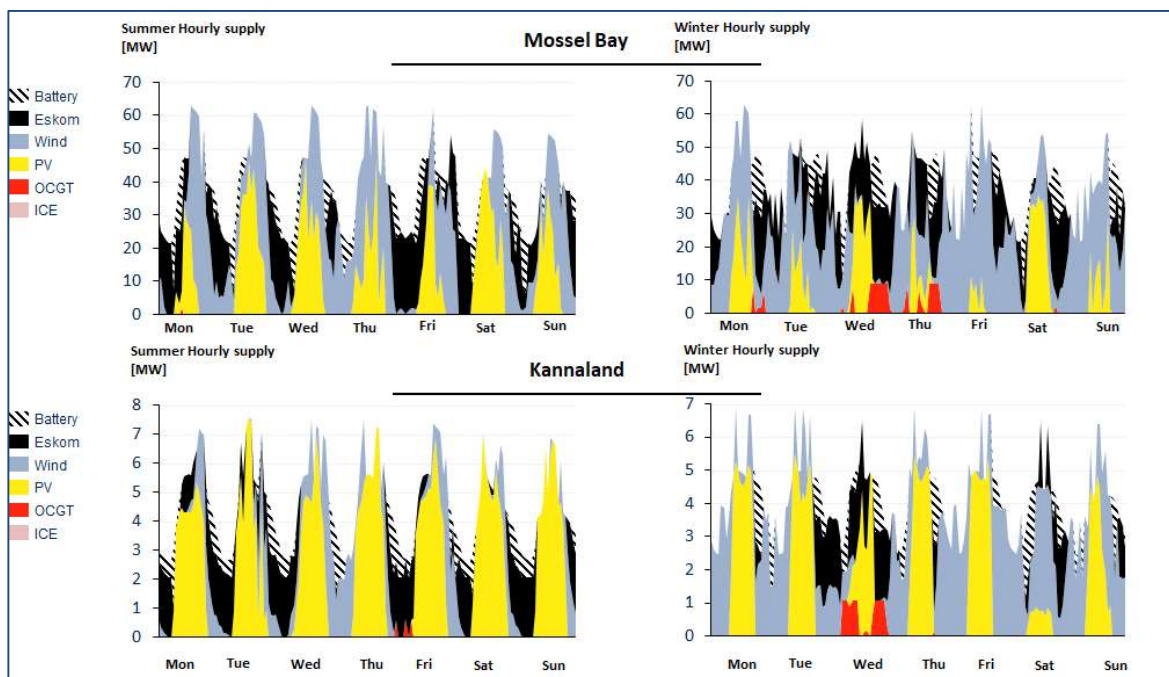 Summer Hourly supply
[MW]
Mossel Bay
Winter Hourly supply
[MW]
Battery
Eskom
Wind
PV
OCGT
ICE
70
60
50
40
30
20
10
0
Mon Tue Wed Thu Fri Sat Sun
70
60
50
40
30
20
10
0
Mon Tue Wed Thu Fri Sat Sun
Summer Hourly supply
[MW]
Kannaland
Winter Hourly supply
[MW]
Battery
Eskom
Wind
PV
OCGT
ICE
8
7
6
5
4
3
2
1
0
Mon Tue Wed Thu Fri Sat Sun
7
6
5
4
3
2
1
0
Mon Tue Wed Thu Fri Sat Sun